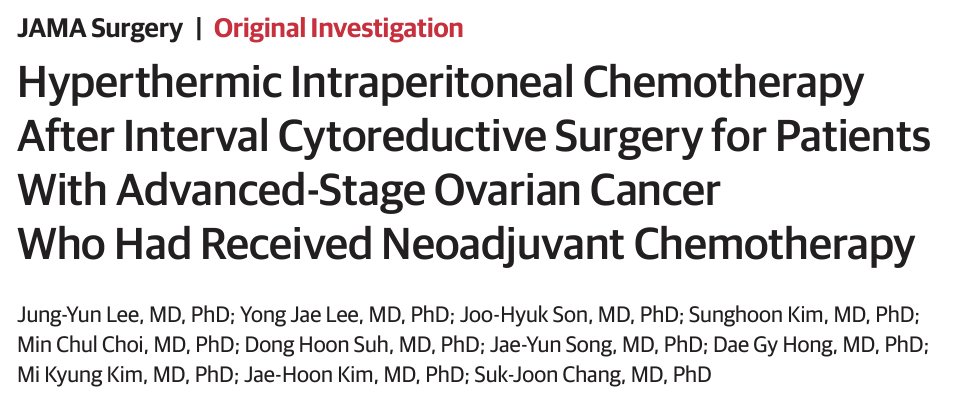 JAMA Surgery | Original Investigation
Hyperthermic Intraperitoneal Chemotherapy
After Interval Cytoreductive Surgery for Patients
With Advanced-Stage Ovarian Cancer
Who Had Received Neoadjuvant Chemotherapy
Jung-Yun Lee, MD, PhD; Yong Jae Lee, MD, PhD; Joo-Hyuk Son, MD, PhD; Sunghoon Kim, MD, PhD;
Min Chul Choi, MD, PhD; Dong Hoon Suh, MD, PhD; Jae-Yun Song, MD, PhD; Dae Gy Hong, MD, PhD;
Mi Kyung Kim, MD, PhD; Jae-Hoon Kim, MD, PhD; Suk-Joon Chang, MD, PhD